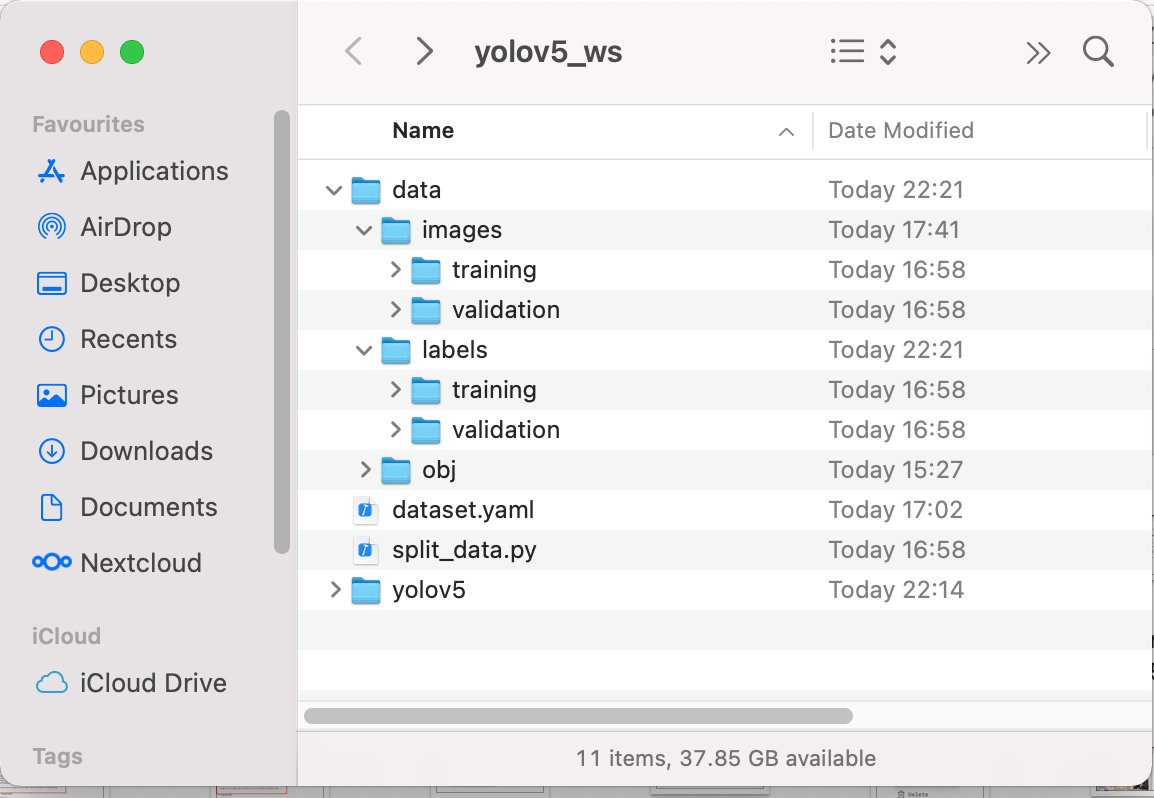 yolov5_ws
Favourites
Applications
AirDrop
Desktop
Recents
Pictures
Downloads
Documents
Nextcloud
iCloud
iCloud Drive
Tags
Name Date Modified
data Today 22:21
images Today 17:41
training Today 16:58
validation Today 16:58
labels Today 22:21
training Today 16:58
validation Today 16:58
obj Today 15:27
dataset.yaml Today 17:02
split_data.py Today 16:58
yolov5 Today 22:14
11 items, 37.85 GB available
Delete